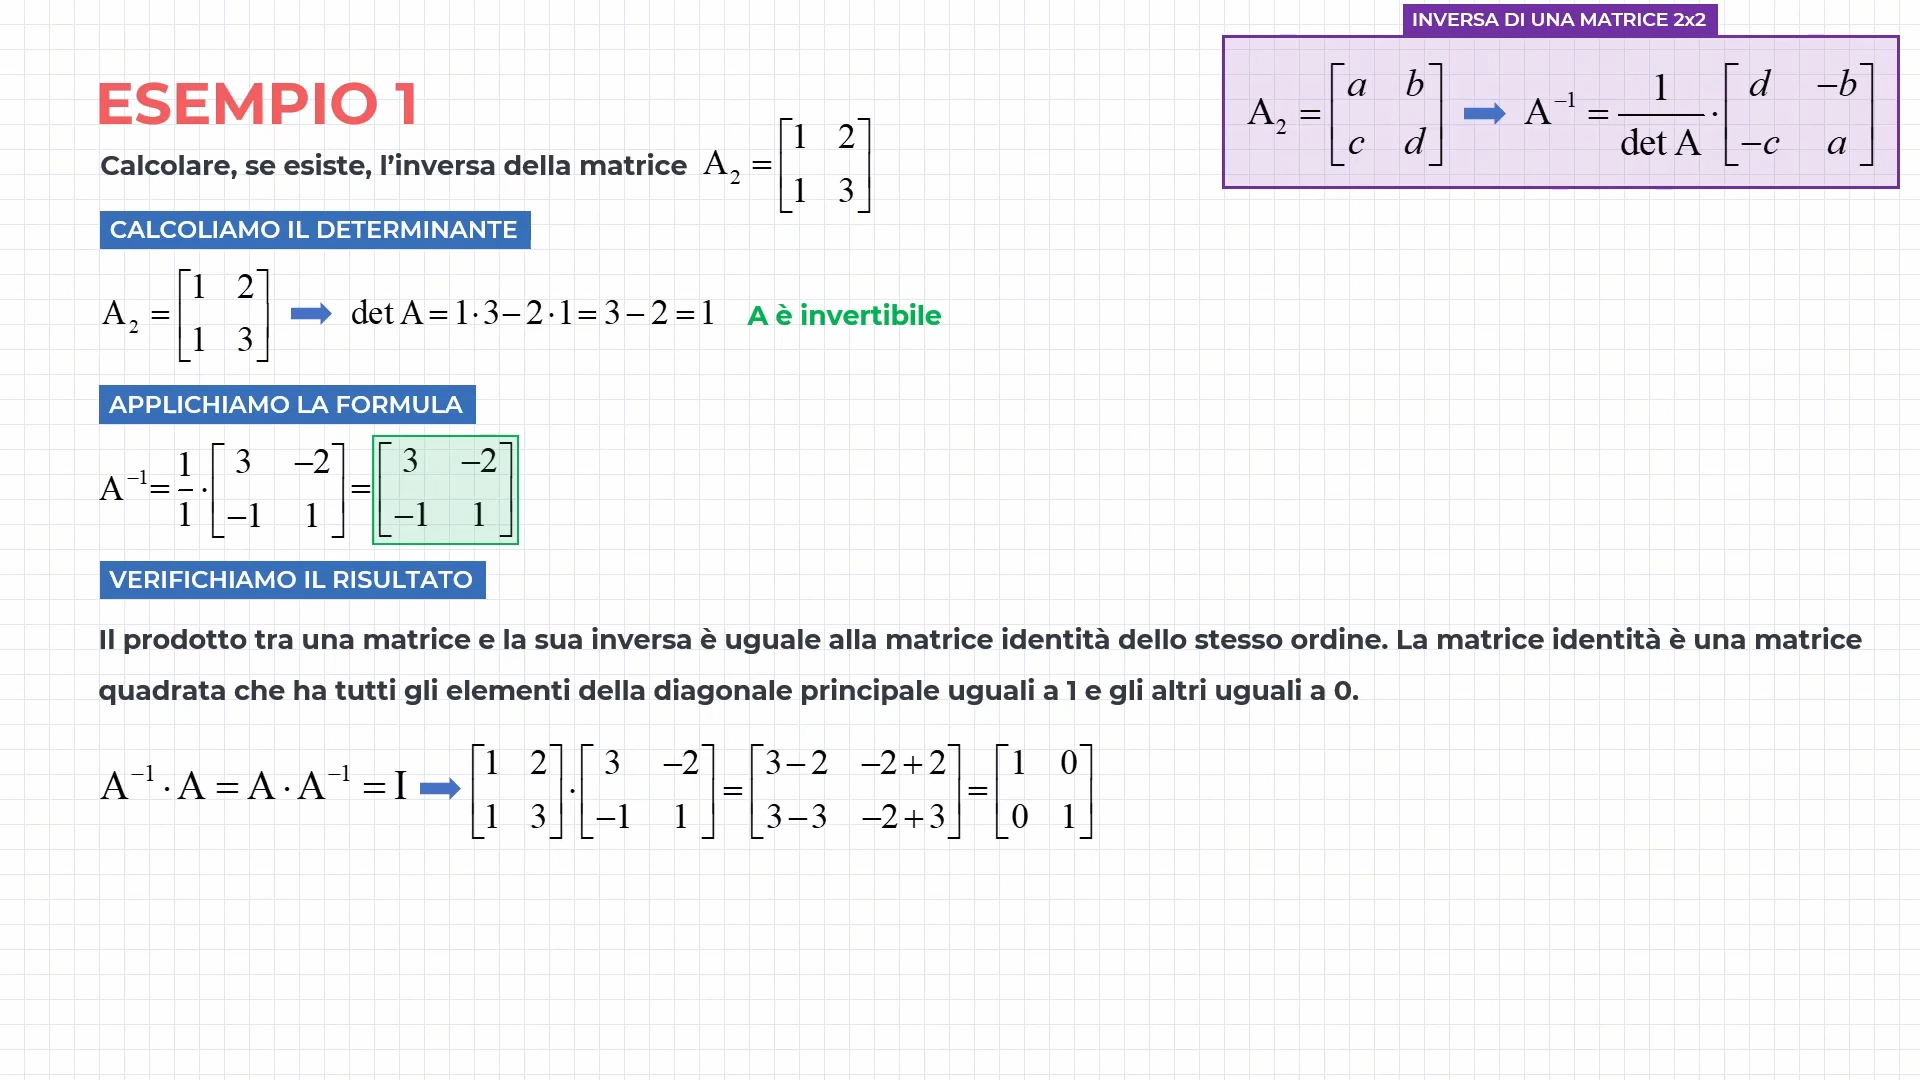 INVERSA DI UNA MATRICE 2x2
A₂ = [a b; c d] ➡ A⁻¹ = 1/det A · [d −b; −c a]
ESEMPIO 1
Calcolare, se esiste, l’inversa della matrice A₂ = [1 2; 1 3]
CALCOLIAMO IL DETERMINANTE
A₂ = [1 2; 1 3] ➡ det A = 1·3 − 2·1 = 3 − 2 = 1 A è invertibile
APPLICHIAMO LA FORMULA
A⁻¹ = 1/1 · [3 −2; −1 1] = [3 −2; −1 1]
VERIFICHIAMO IL RISULTATO
Il prodotto tra una matrice e la sua inversa è uguale alla matrice identità dello stesso ordine. La matrice identità è una matrice
quadrata che ha tutti gli elementi della diagonale principale uguali a 1 e gli altri uguali a 0.
A⁻¹ · A = A · A⁻¹ = I ➡ [1 2; 1 3] · [3 −2; −1 1] = [3−2 −2+2; 3−3 −2+3] = [1 0; 0 1]